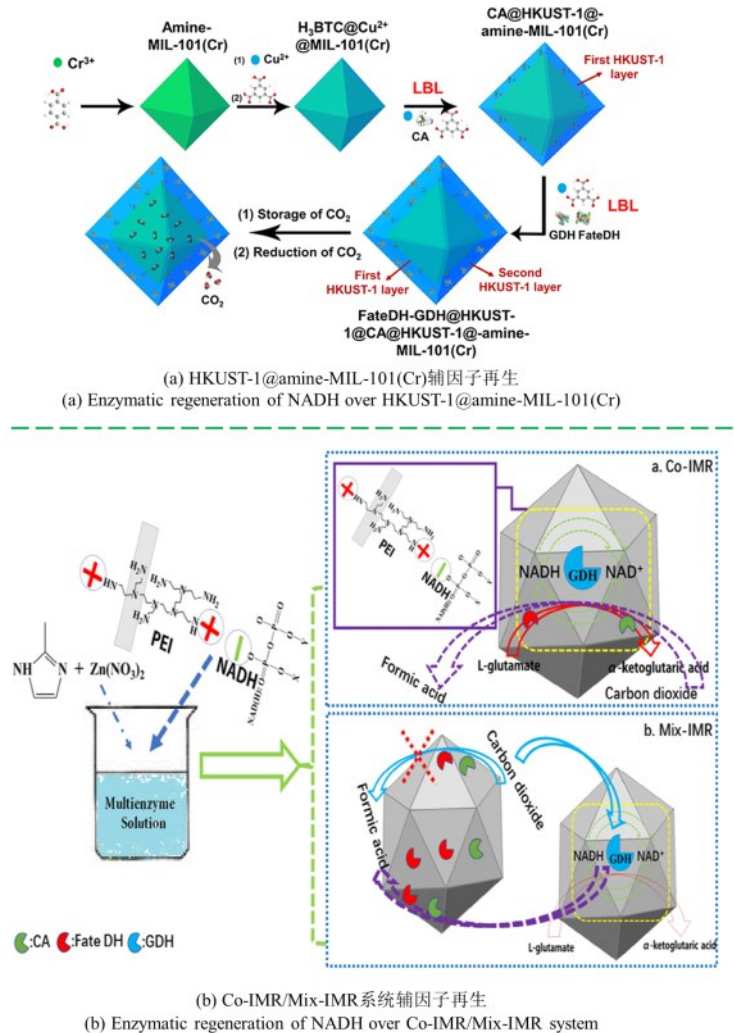 Amine-
MIL-101(Cr)
H₃BTC@Cu²⁺
@MIL-101(Cr)
CA@HKUST-1@-
amine-MIL-101(Cr)
Cr³⁺
(1) Cu²⁺
(2)
LBL
CA
First HKUST-1
layer
LBL
GDH FateDH
(1) Storage of CO₂
(2) Reduction of CO₂
CO₂
First
HKUST-1 layer
Second
HKUST-1 layer
FateDH-GDH@HKUST-
1@CA@HKUST-1@-amine-
MIL-101(Cr)
(a) HKUST-1@amine-MIL-101(Cr)辅因子再生
(a) Enzymatic regeneration of NADH over HKUST-1@amine-MIL-101(Cr)
H₂N
NH₂
HN
PEI
NADH
NAD(H)
HN N + Zn(NO₃)₂
Multienzyme
Solution
a. Co-IMR
PEI
NADH
NADH GDH NAD⁺
L-glutamate
α-ketoglutaric acid
Formic acid
Carbon dioxide
b. Mix-IMR
Carbon dioxide
Formic acid
NADH GDH NAD⁺
L-glutamate
α-ketoglutaric acid
:CA :Fate DH :GDH
(b) Co-IMR/Mix-IMR系统辅因子再生
(b) Enzymatic regeneration of NADH over Co-IMR/Mix-IMR system